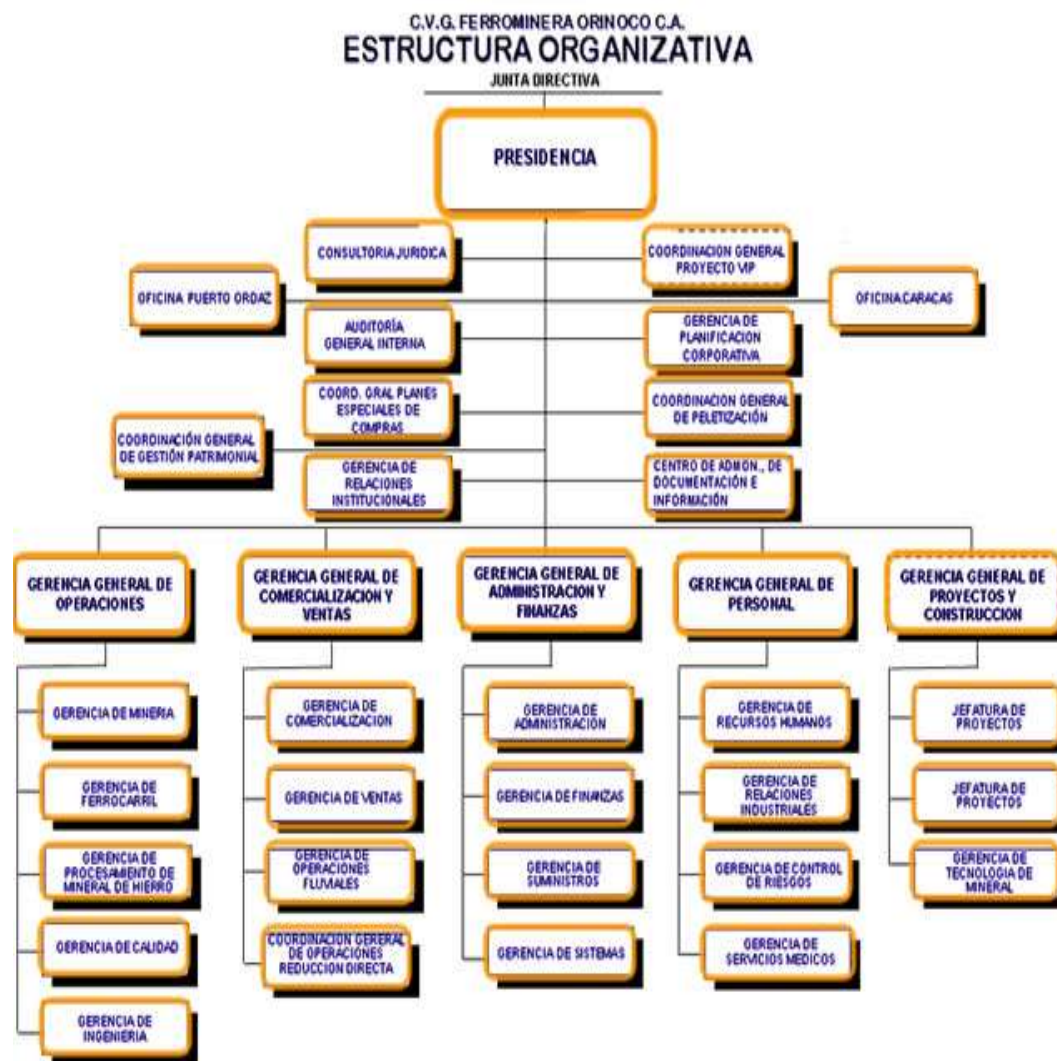 C.V.G. FERROMINERA ORINOCO C.A.
ESTRUCTURA ORGANIZATIVA
JUNTA DIRECTIVA
PRESIDENCIA
CONSULTORIA JURIDICA
COORDINACION GENERAL
PROYECTO VIP
OFICINA PUERTO ORDAZ
OFICINA CARACAS
AUDITORÍA
GENERAL INTERNA
GERENCIA DE
PLANIFICACION
CORPORATIVA
COORD. GRAL PLANES
ESPECIALES DE
COMPRAS
COORDINACION GENERAL
DE PELETIZACIÓN
COORDINACIÓN GENERAL
DE GESTIÓN PATRIMONIAL
GERENCIA DE
RELACIONES
INSTITUCIONALES
CENTRO DE ADMON., DE
DOCUMENTACIÓN E
INFORMACIÓN
GERENCIA GENERAL DE
OPERACIONES
GERENCIA GENERAL DE
COMERCIALIZACION Y
VENTAS
GERENCIA GENERAL DE
ADMINISTRACION Y
FINANZAS
GERENCIA GENERAL DE
PERSONAL
GERENCIA GENERAL DE
PROYECTOS Y
CONSTRUCCION
GERENCIA DE MINERIA
GERENCIA DE
FERROCARRIL
GERENCIA DE
PROCESAMIENTO DE
MINERAL DE HIERRO
GERENCIA DE CALIDAD
GERENCIA DE
INGENIERIA
GERENCIA DE
COMERCIALIZACION
GERENCIA DE VENTAS
GERENCIA DE
OPERACIONES
FLUVIALES
COORDINACION GENERAL
DE OPERACIONES
REDUCCION DIRECTA
GERENCIA DE
ADMINISTRACIÓN
GERENCIA DE FINANZAS
GERENCIA DE
SUMINISTROS
GERENCIA DE SISTEMAS
GERENCIA DE
RECURSOS HUMANOS
GERENCIA DE
RELACIONES
INDUSTRIALES
GERENCIA DE CONTROL
DE RIESGOS
GERENCIA DE
SERVICIOS MEDICOS
JEFATURA DE
PROYECTOS
JEFATURA DE
PROYECTOS
GERENCIA DE
TECNOLOGIA DE
MINERAL